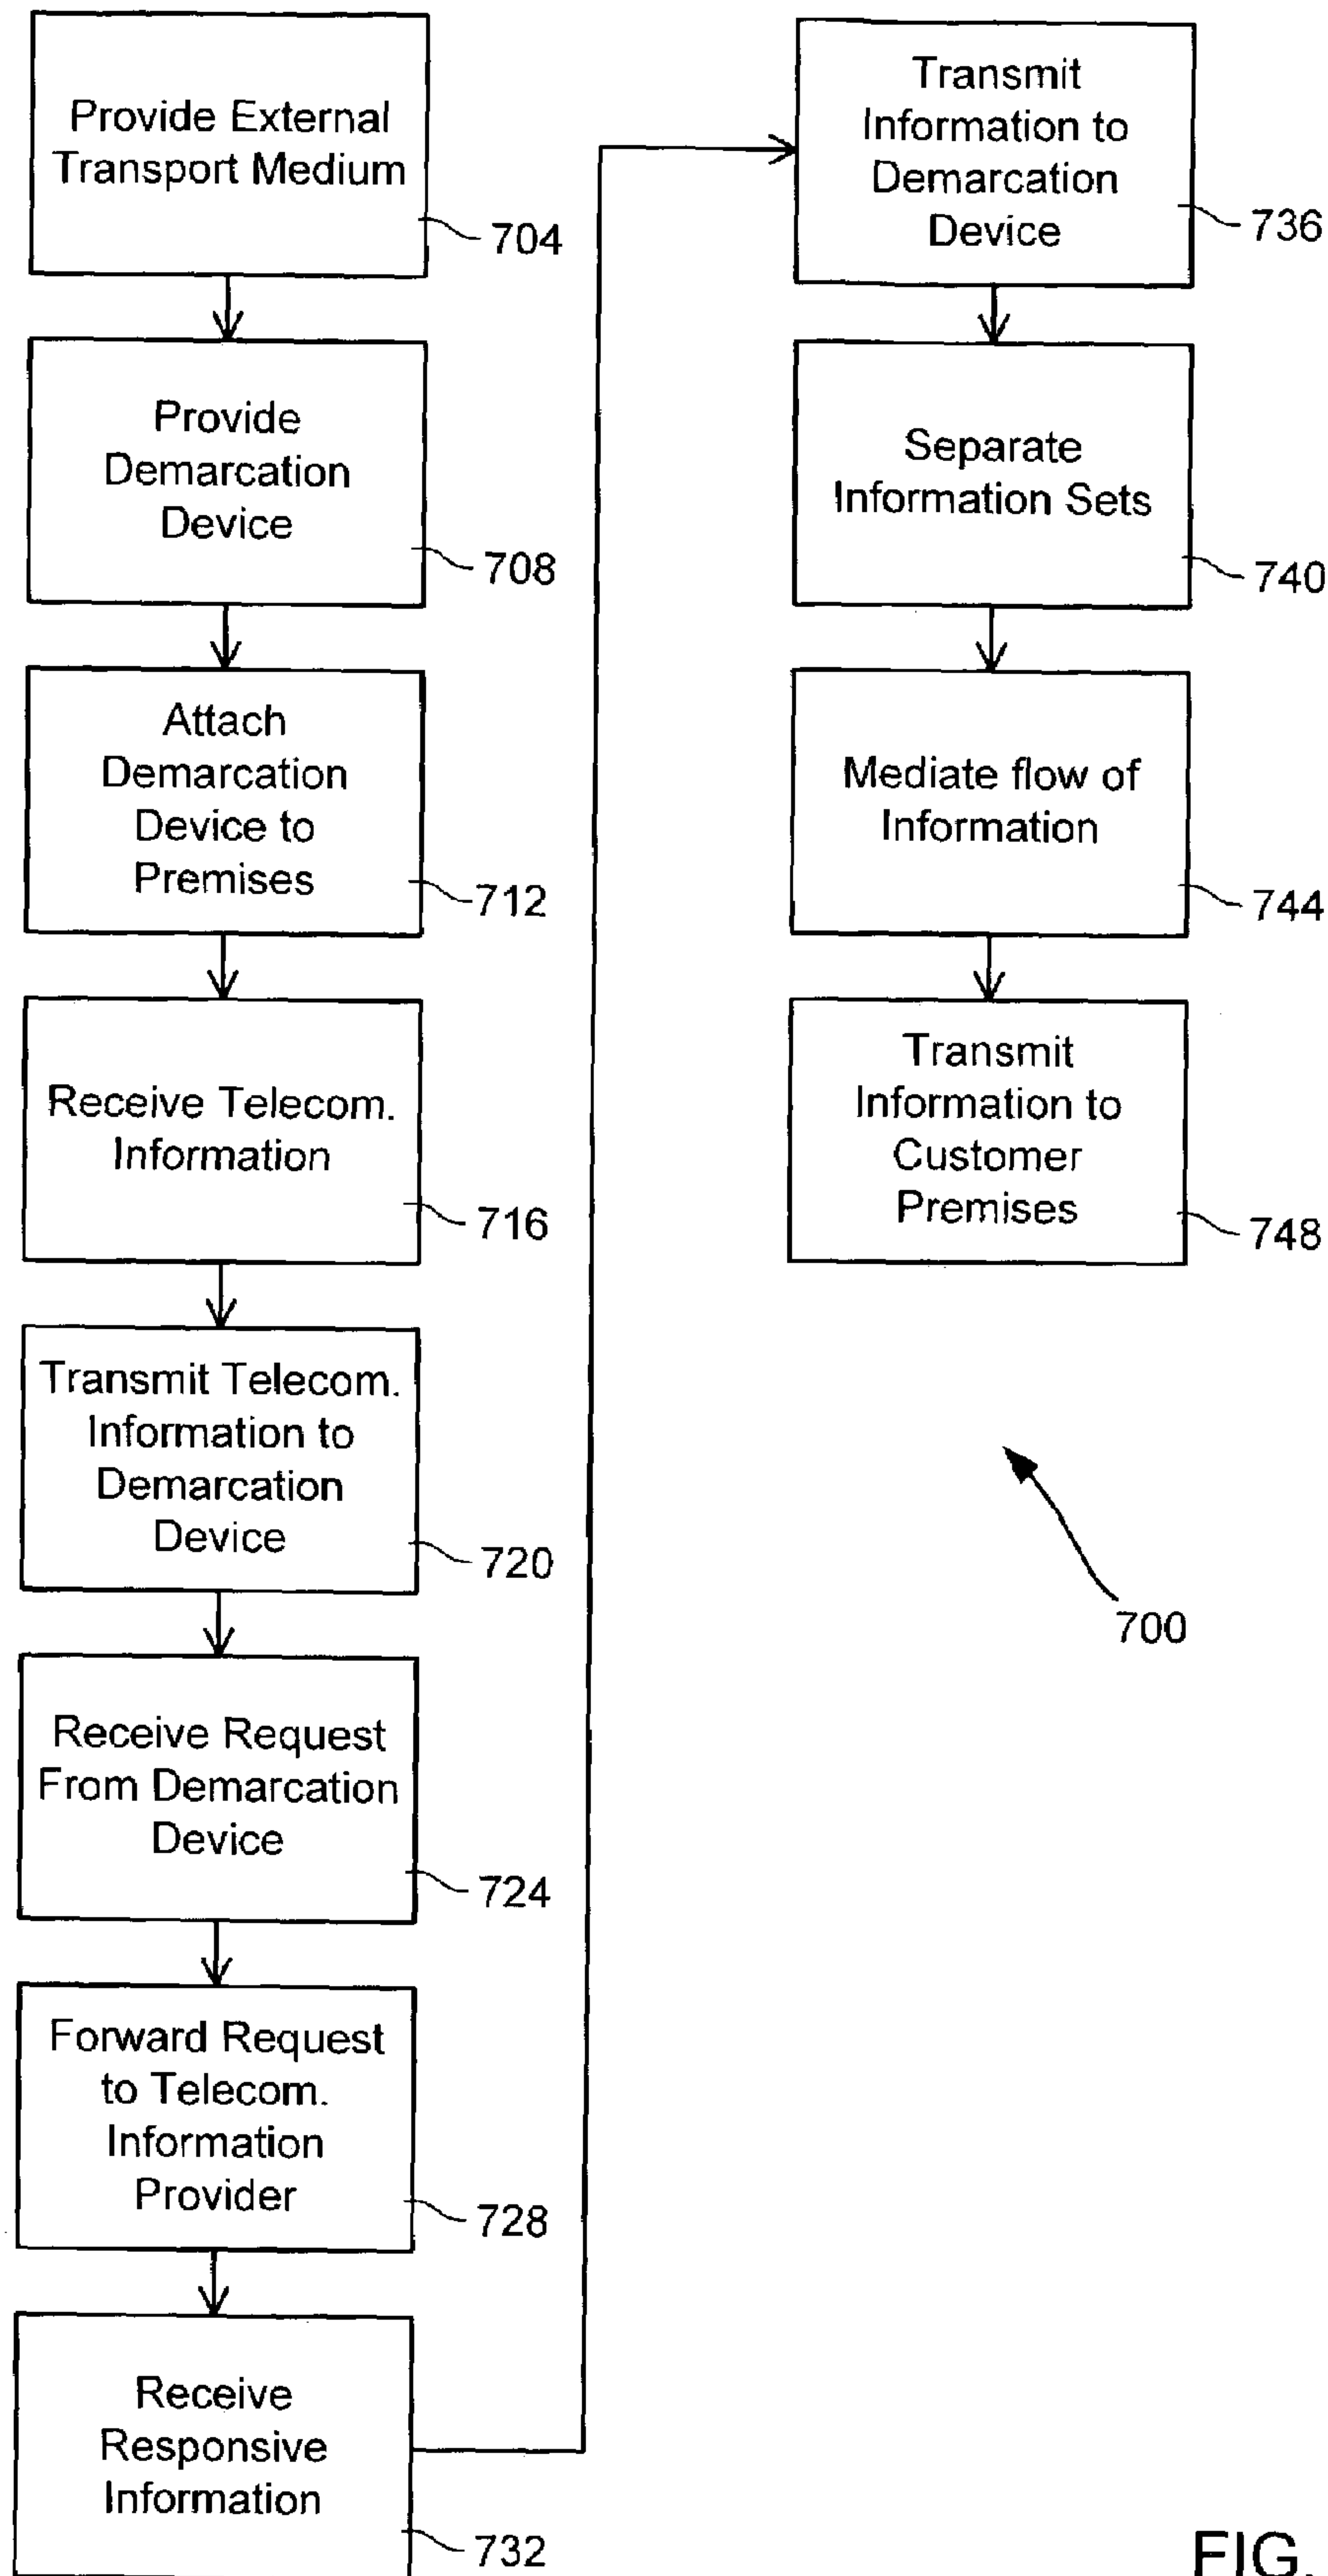 Provide External
Transport Medium
704
Provide
Demarcation
Device
708
Attach
Demarcation
Device to
Premises
712
Receive Telecom.
Information
716
Transmit Telecom.
Information to
Demarcation
Device
720
Receive Request
From Demarcation
Device
724
Forward Request
to Telecom.
Information
Provider
728
Receive
Responsive
Information
732
Transmit
Information to
Demarcation
Device
736
Separate
Information Sets
740
Mediate flow of
Information
744
Transmit
Information to
Customer
Premises
748
700
FIG.